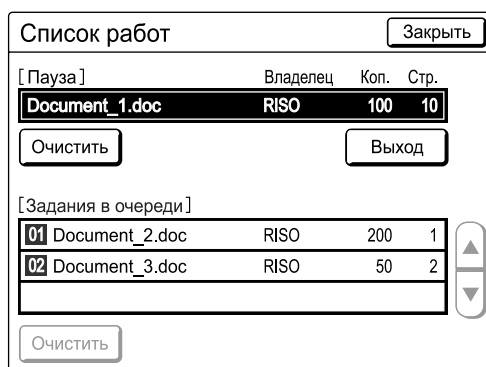 Список работ Закрыть
[Пауза] Владелец Коп. Стр.
Document_1.doc RISO 100 10
Очистить Выход
[Задания в очереди]
01 Document_2.doc RISO 200 1
02 Document_3.doc RISO 50 2
Очистить